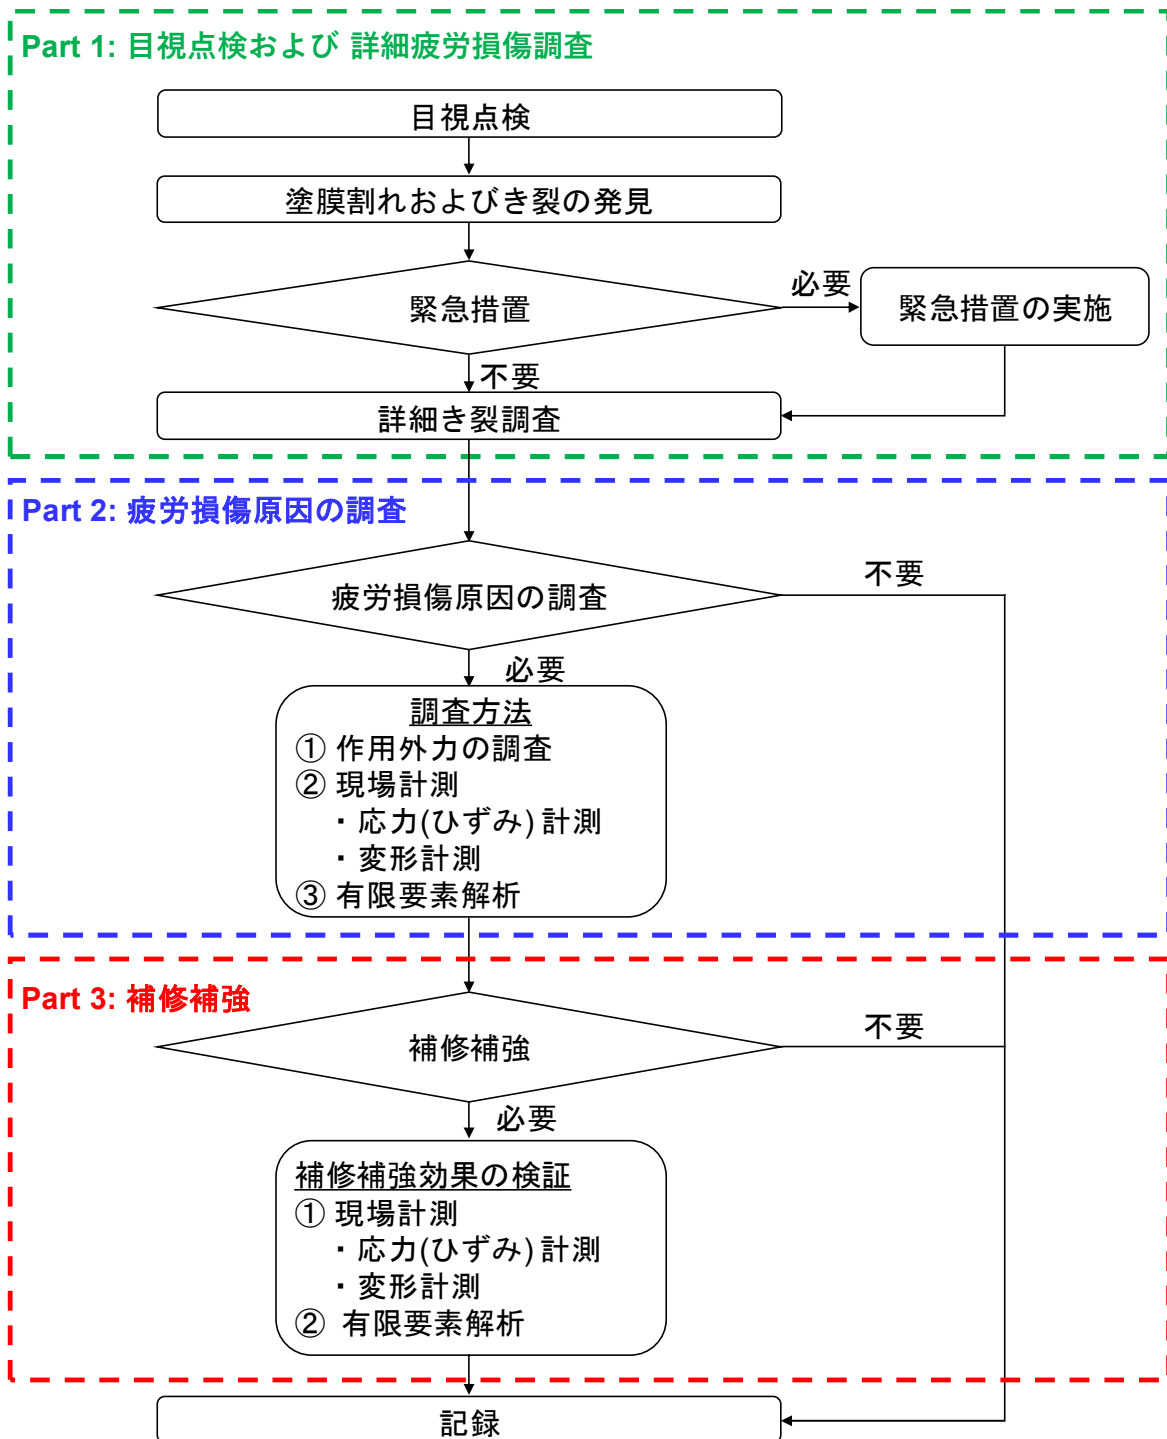 Part 1: 目視点検および 詳細疲労損傷調査
目視点検
塗膜割れおよびき裂の発見
緊急措置
必要
緊急措置の実施
不要
詳細き裂調査
Part 2: 疲労損傷原因の調査
疲労損傷原因の調査
不要
必要
調査方法
① 作用外力の調査
② 現場計測
・応力(ひずみ) 計測
・変形計測
③ 有限要素解析
Part 3: 補修補強
補修補強
不要
必要
補修補強効果の検証
① 現場計測
・応力(ひずみ) 計測
・変形計測
② 有限要素解析
記録